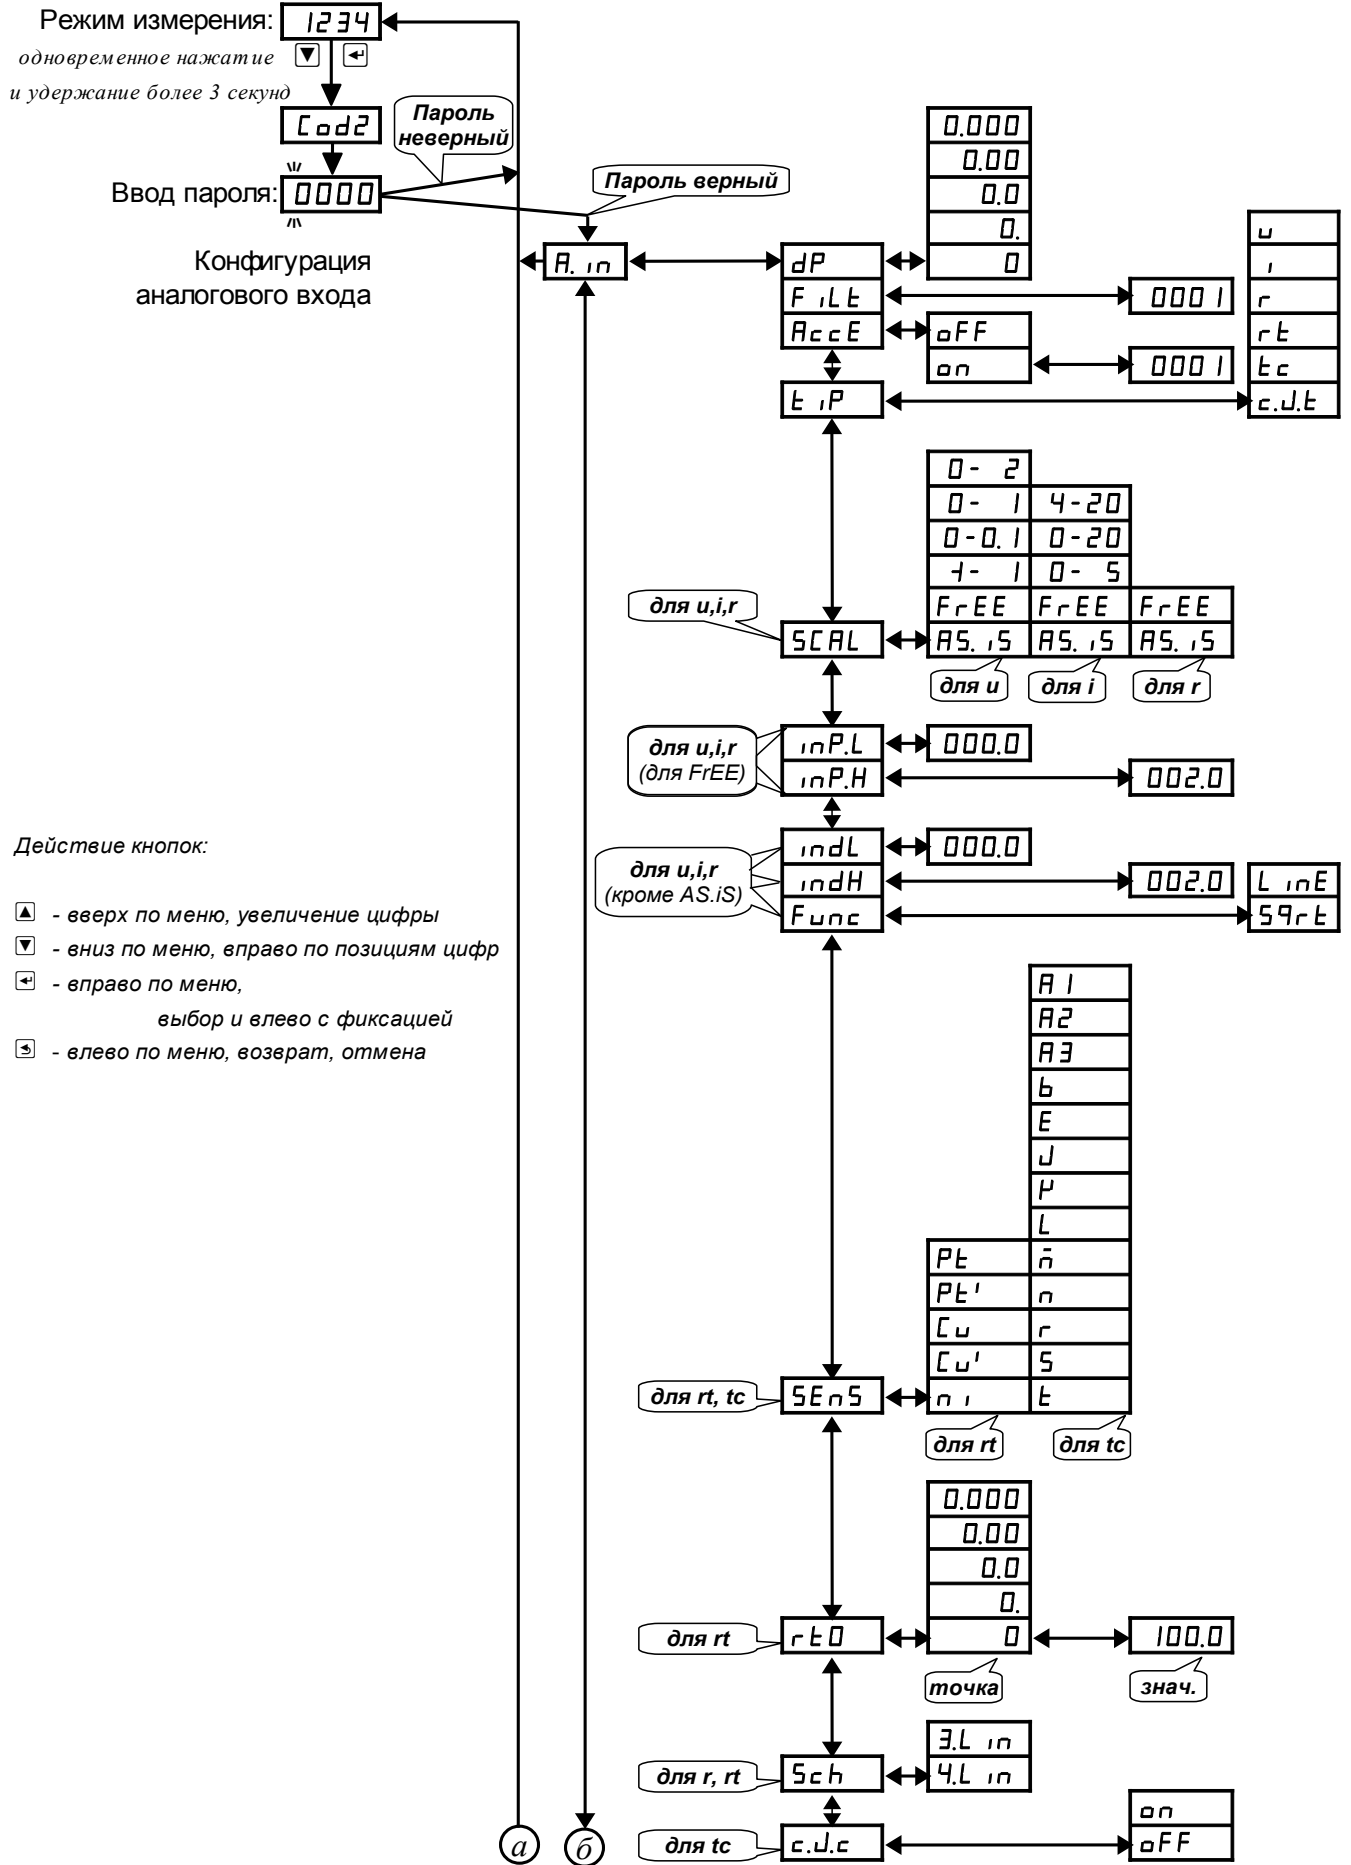 Режим измерения: 1234
одновременное нажатие
и удержание более 3 секунд
Cod2
Пароль
неверный
Ввод пароля: 0000
Пароль верный
Конфигурация
аналогового входа
A.in
dP
0.000
0.00
0.0
0.
0
FiLt
0001
AccE
oFF
on
0001
tiP
u
i
r
rt
tc
c.J.t
для u,i,r
SCAL
0- 2
0- 1
4-20
0-0.1
0-20
-1- 1
0- 5
FrEE
FrEE
FrEE
AS.iS
AS.iS
AS.iS
для u
для i
для r
для u,i,r
(для FrEE)
inP.L
000.0
inP.H
002.0
для u,i,r
(кроме AS.iS)
indL
000.0
indH
002.0
Func
LinE
Sqrt
Действие кнопок:
▲ - вверх по меню, увеличение цифры
▼ - вниз по меню, вправо по позициям цифр
- вправо по меню,
выбор и влево с фиксацией
- влево по меню, возврат, отмена
A1
A2
A3
b
E
J
L
Pt
Pt'
n
Cu
r
Cu'
S
для rt, tc
SEnS
ni
t
для rt
для tc
0.000
0.00
0.0
0.
0
для rt
rt0
100.0
точка
знач.
для r, rt
Sch
3.Lin
4.Lin
для tc
c.J.c
on
oFF
а
б